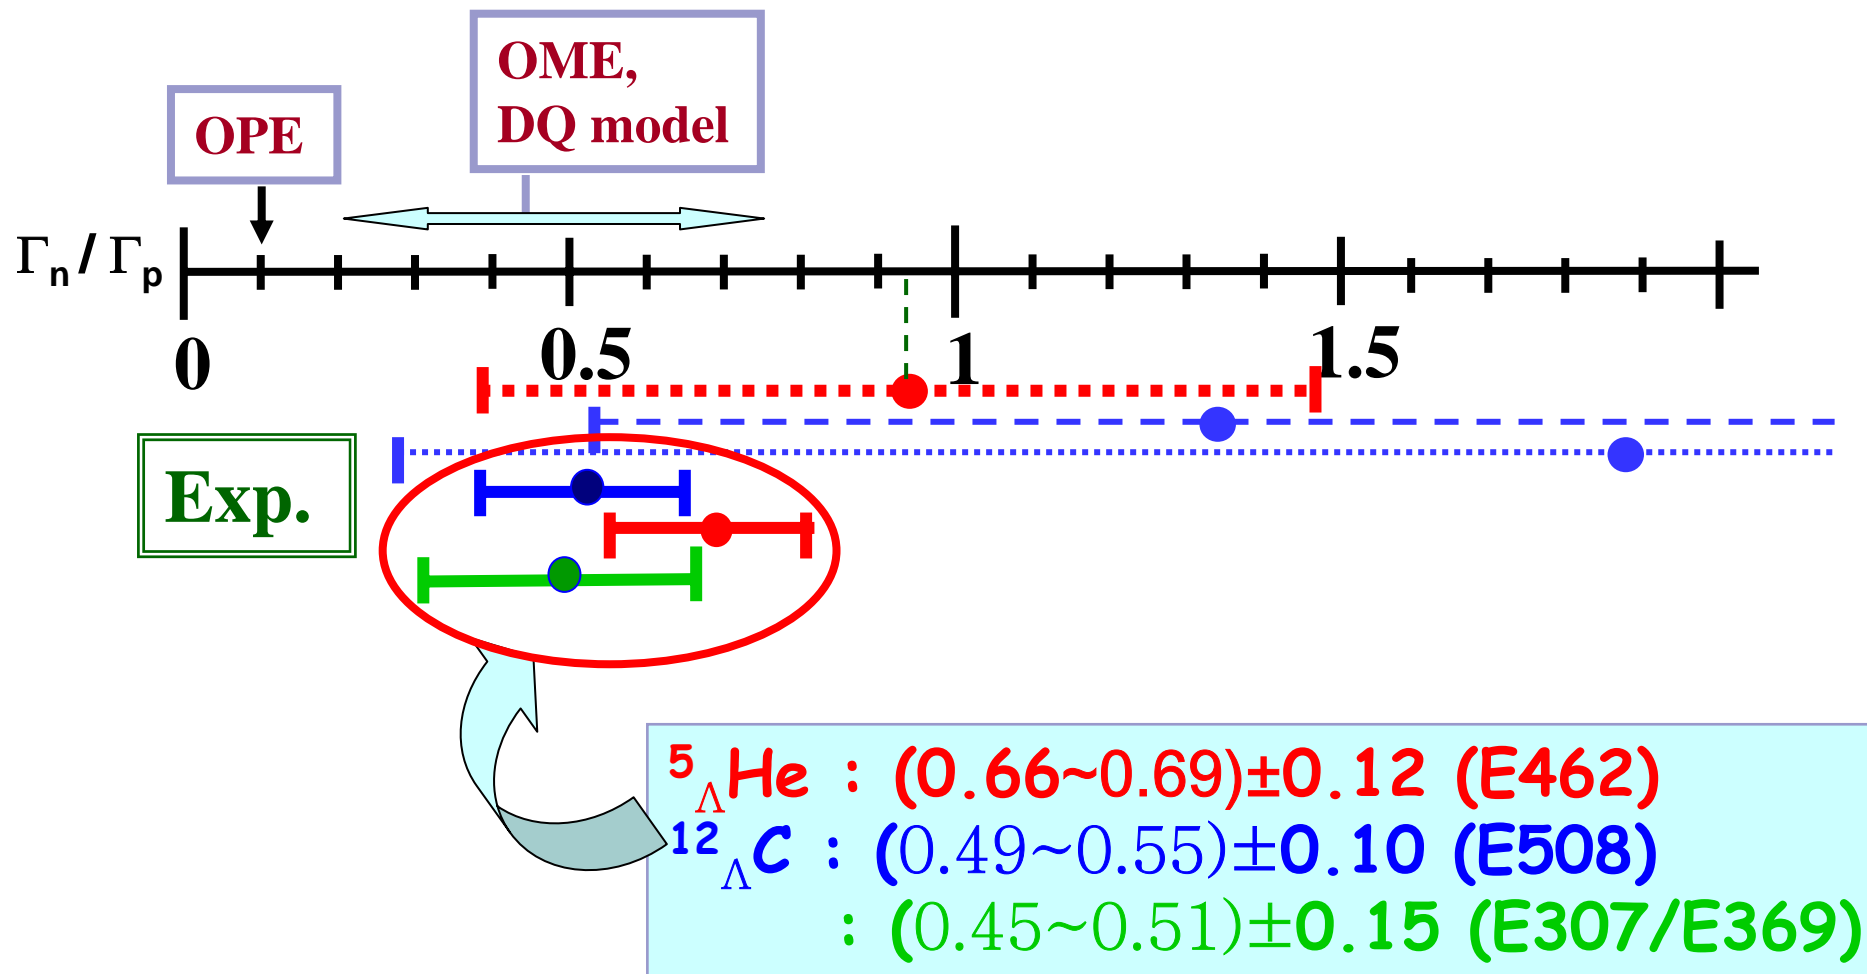 OME,
DQ model
OPE
Γn / Γp
0 0.5 1 1.5
Exp.
⁵ΛHe : (0.66~0.69)±0.12 (E462)
¹²ΛC : (0.49~0.55)±0.10 (E508)
: (0.45~0.51)±0.15 (E307/E369)